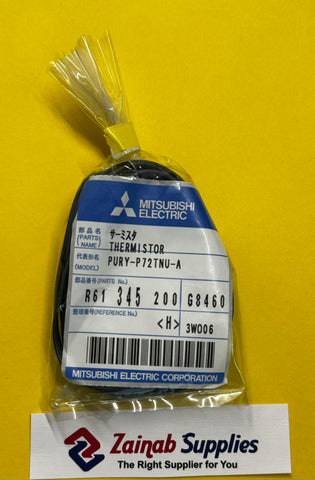 MITSUBISHI
ELECTRIC
部品名
(PARTS NAME)
サーミスタ
THERMISTOR
代表形名
(MODEL)
PURY-P72TNU-A
部品番号 (PARTS No.)
R61 345 200 G8460
整理番号 (REFERENCE No.)
<H> 3W006
MITSUBISHI ELECTRIC CORPORATION
Zainab Supplies
The Right Supplier for You